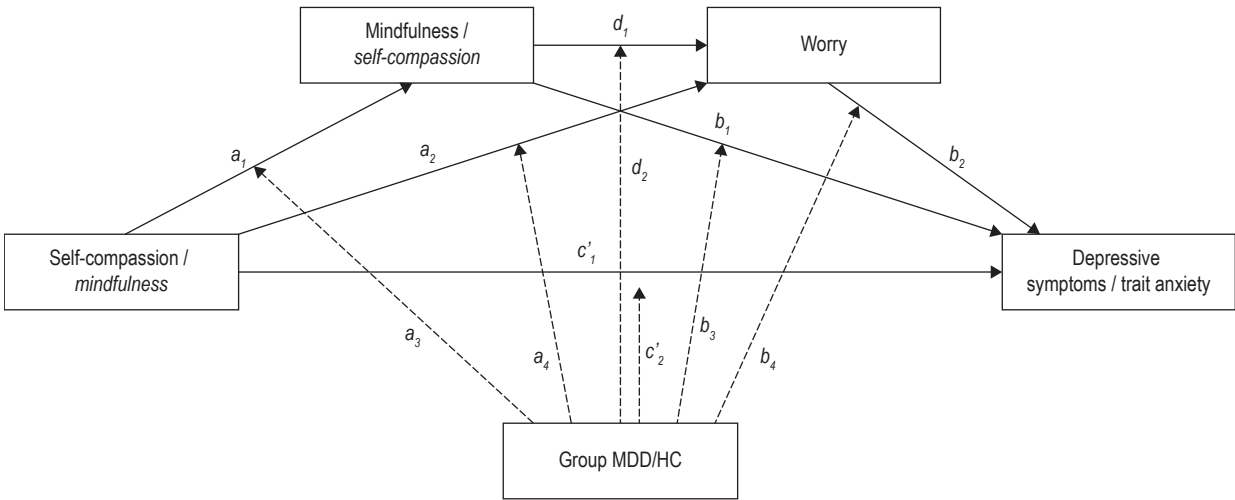 Mindfulness /
self-compassion
d1
Worry
a1
a2
b1
b2
d2
Self-compassion /
mindfulness
c'1
Depressive
symptoms / trait anxiety
a3
a4
c'2
b3
b4
Group MDD/HC